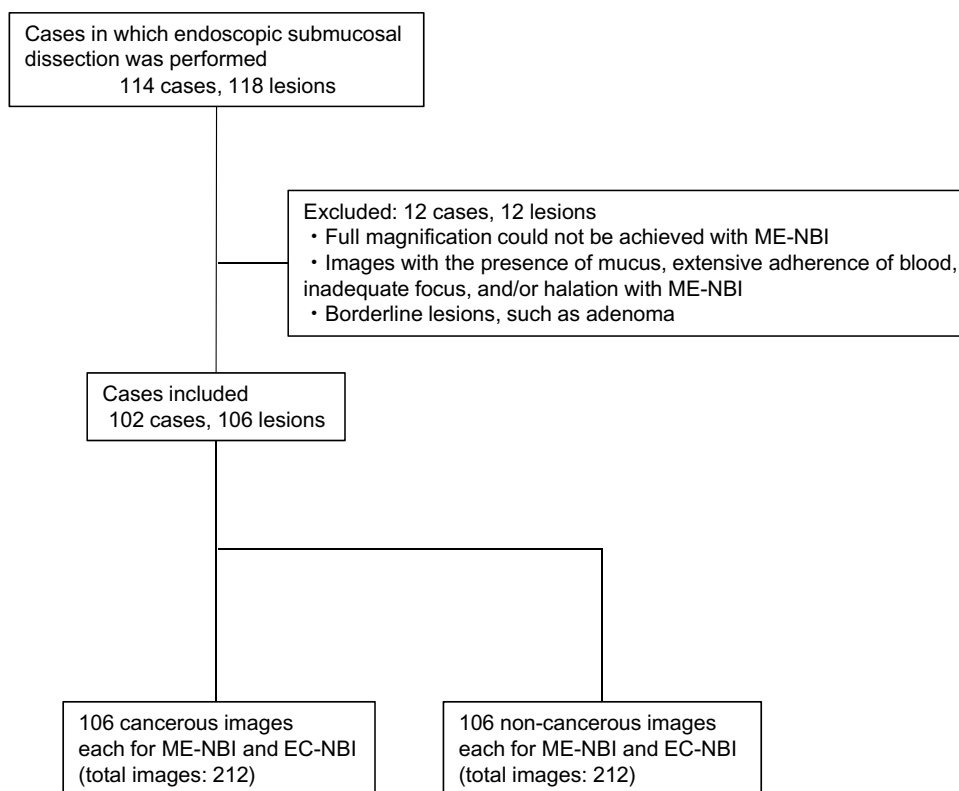 Cases in which endoscopic submucosal
dissection was performed
114 cases, 118 lesions
Excluded: 12 cases, 12 lesions
・Full magnification could not be achieved with ME-NBI
・Images with the presence of mucus, extensive adherence of blood,
inadequate focus, and/or halation with ME-NBI
・Borderline lesions, such as adenoma
Cases included
102 cases, 106 lesions
106 cancerous images
each for ME-NBI and EC-NBI
(total images: 212)
106 non-cancerous images
each for ME-NBI and EC-NBI
(total images: 212)